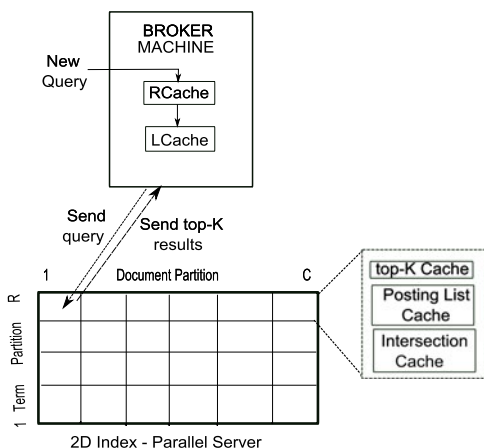 BROKER
MACHINE
New
Query
RCache
LCache
Send
query
Send top-K
results
1 Document Partition C
top-K Cache
Posting List
Cache
Intersection
Cache
1 Term Partition R
2D Index - Parallel Server